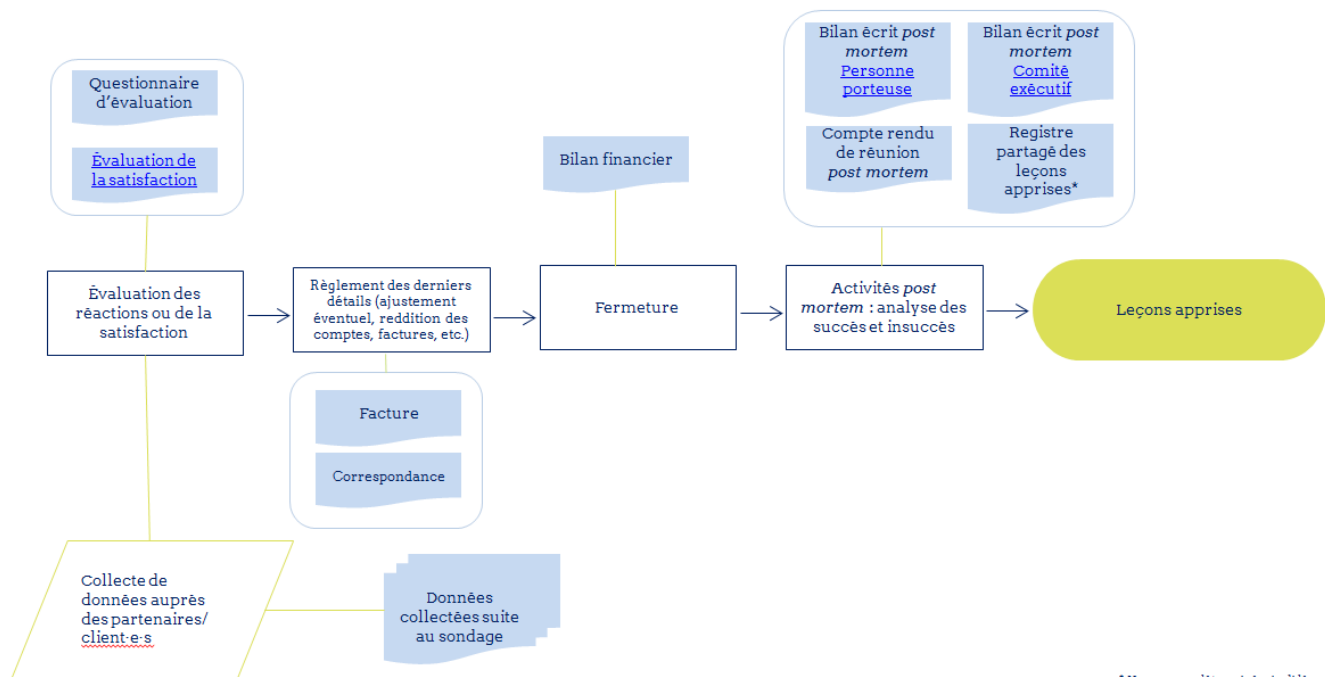 Questionnaire
d'évaluation
Évaluation de
la satisfaction
Bilan financier
Bilan écrit post
mortem
Personne
porteuse
Bilan écrit post
mortem
Comité
exécutif
Compte rendu
de réunion
post mortem
Registre
partagé des
leçons
apprises*
Évaluation des
réactions ou de la
satisfaction
Règlement des derniers
détails (ajustement
éventuel, reddition des
comptes, factures, etc.)
Fermeture
Activités post
mortem : analyse des
succès et insuccès
Leçons apprises
Facture
Correspondance
Collecte de
données auprès
des partenaires/
client·e·s
Données
collectées suite
au sondage